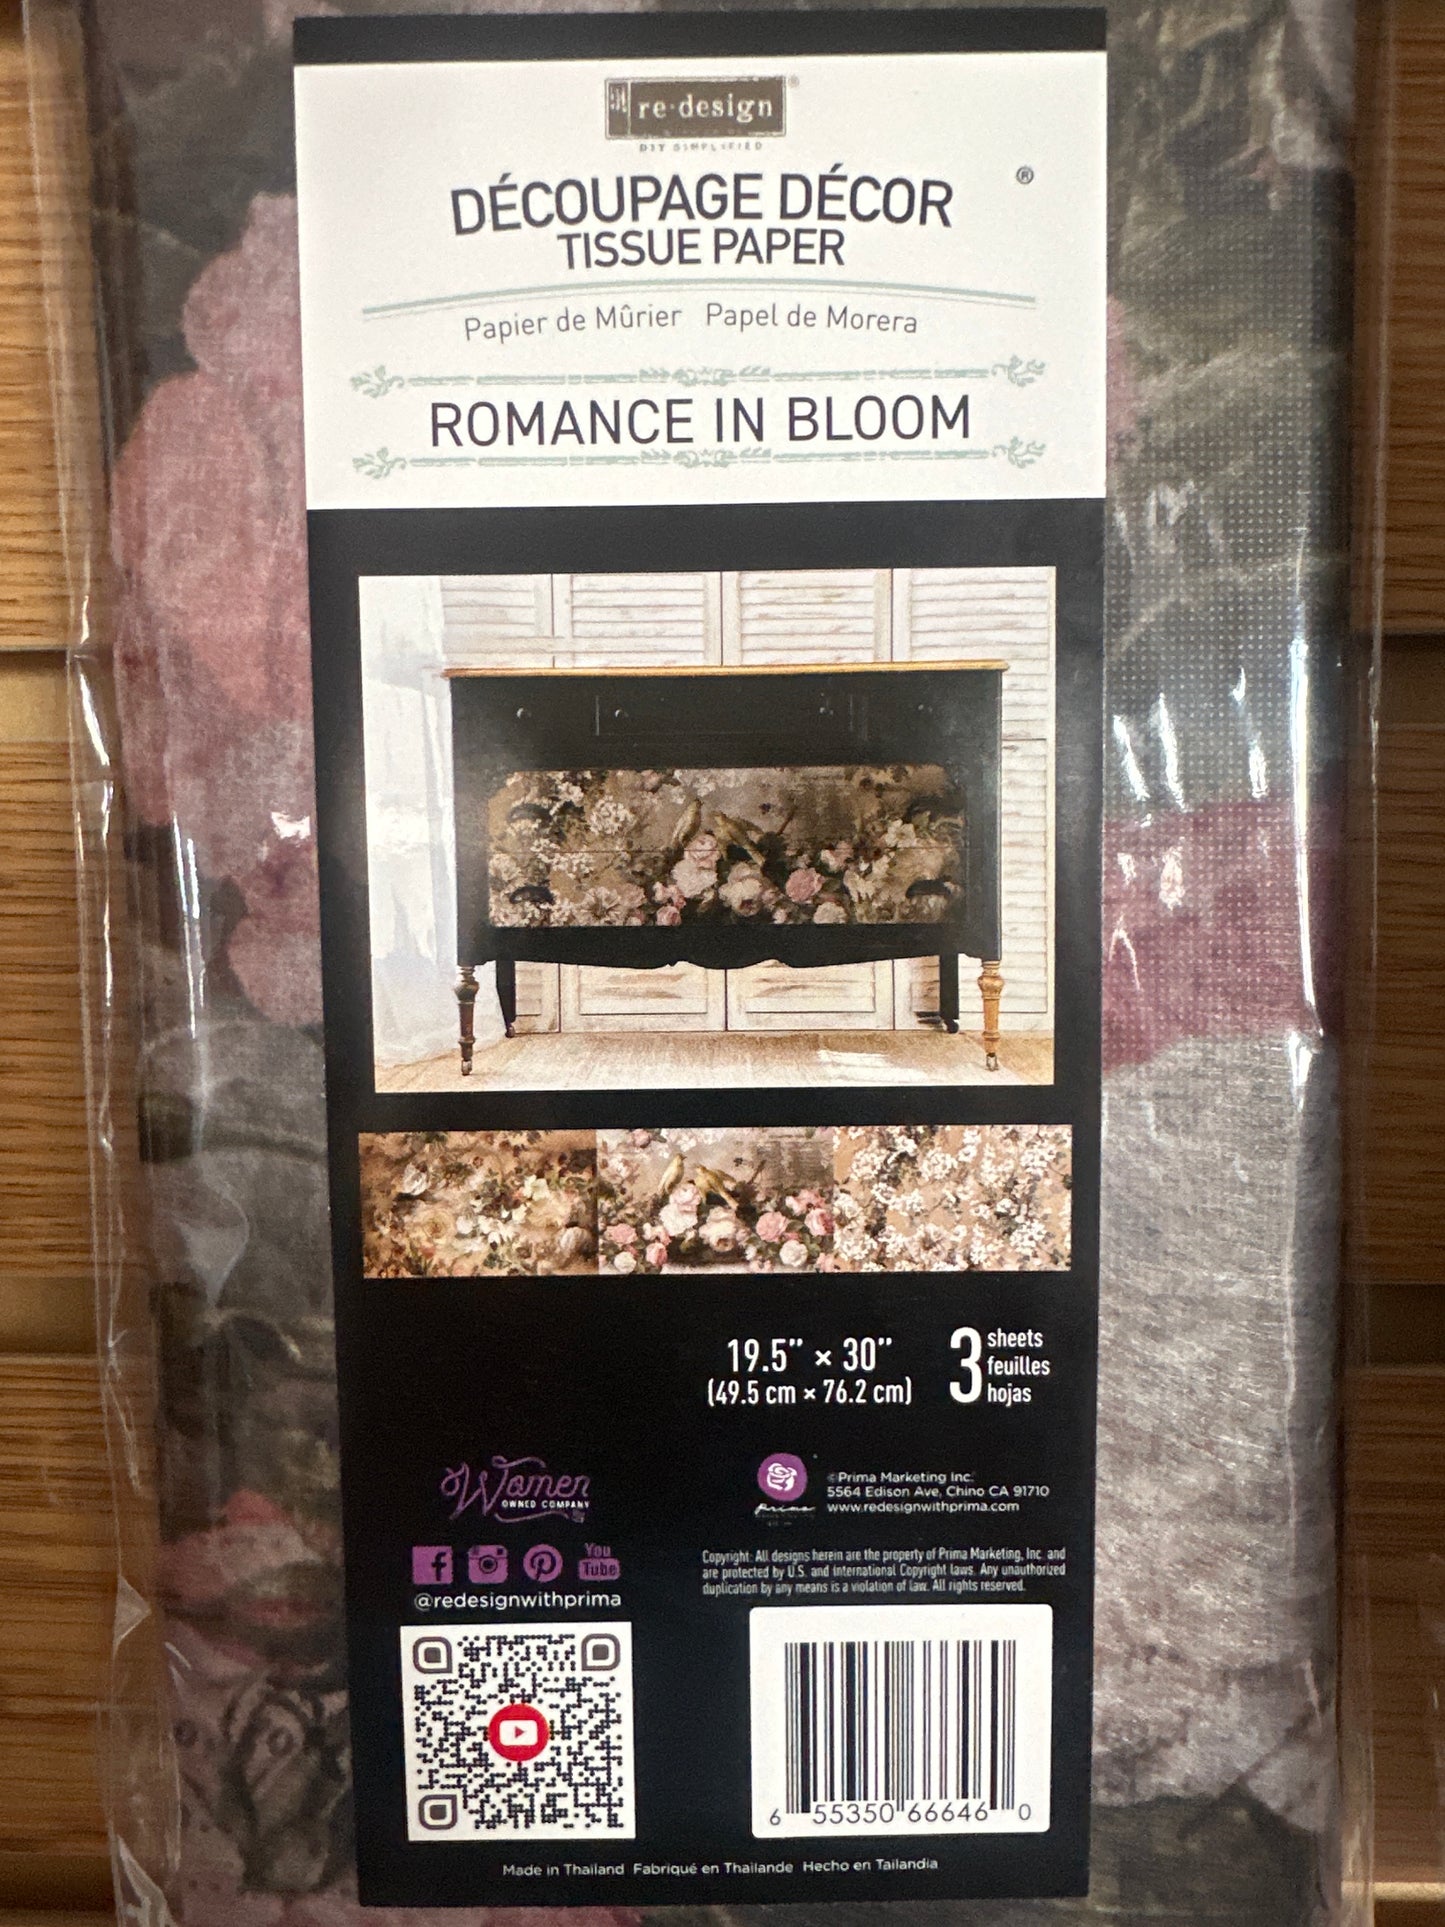 re·design
DIY SIMPLIFIED
DÉCOUPAGE DÉCOR ®
TISSUE PAPER
Papier de Mûrier Papel de Morera
ROMANCE IN BLOOM
19.5” × 30”
(49.5 cm × 76.2 cm)
3 sheets
feuilles
hojas
Women
OWNED COMPANY
Prima
©Prima Marketing Inc.
5564 Edison Ave, Chino CA 91710
www.redesignwithprima.com
You
Tube
@redesignwithprima
Copyright: All designs herein are the property of Prima Marketing, Inc. and
are protected by U.S. and international Copyright laws. Any unauthorized
duplication by any means is a violation of law. All rights reserved.
6 55350 66646 0
Made in Thailand Fabriqué en Thaïlande Hecho en Tailandia